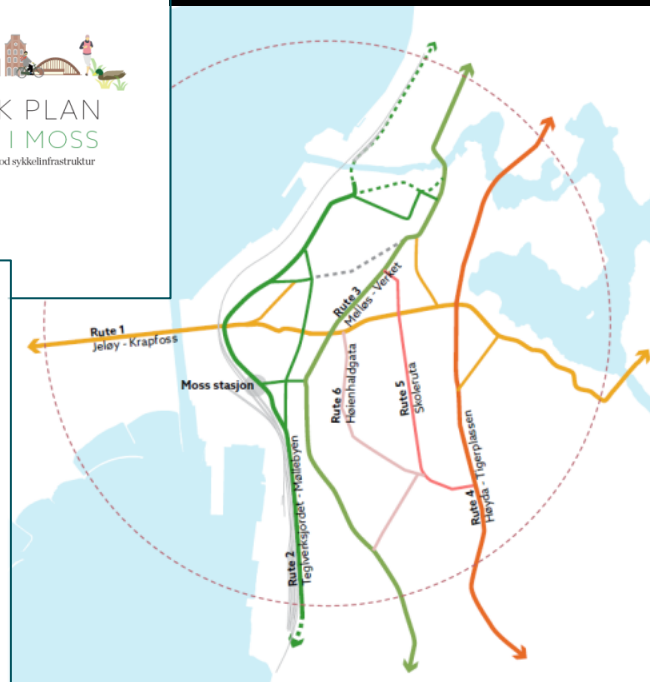 K PLAN
I MOSS
od sykkelinfrastruktur
Rute 1
Jeløy - Krapfoss
Rute 3
Melløs - Verket
Moss stasjon
Rute 6
Høienhaldgata
Rute 5
Skoleruta
Rute 4
Høyda - Tigerplassen
Rute 2
Teglverksjordet - Møllebyen